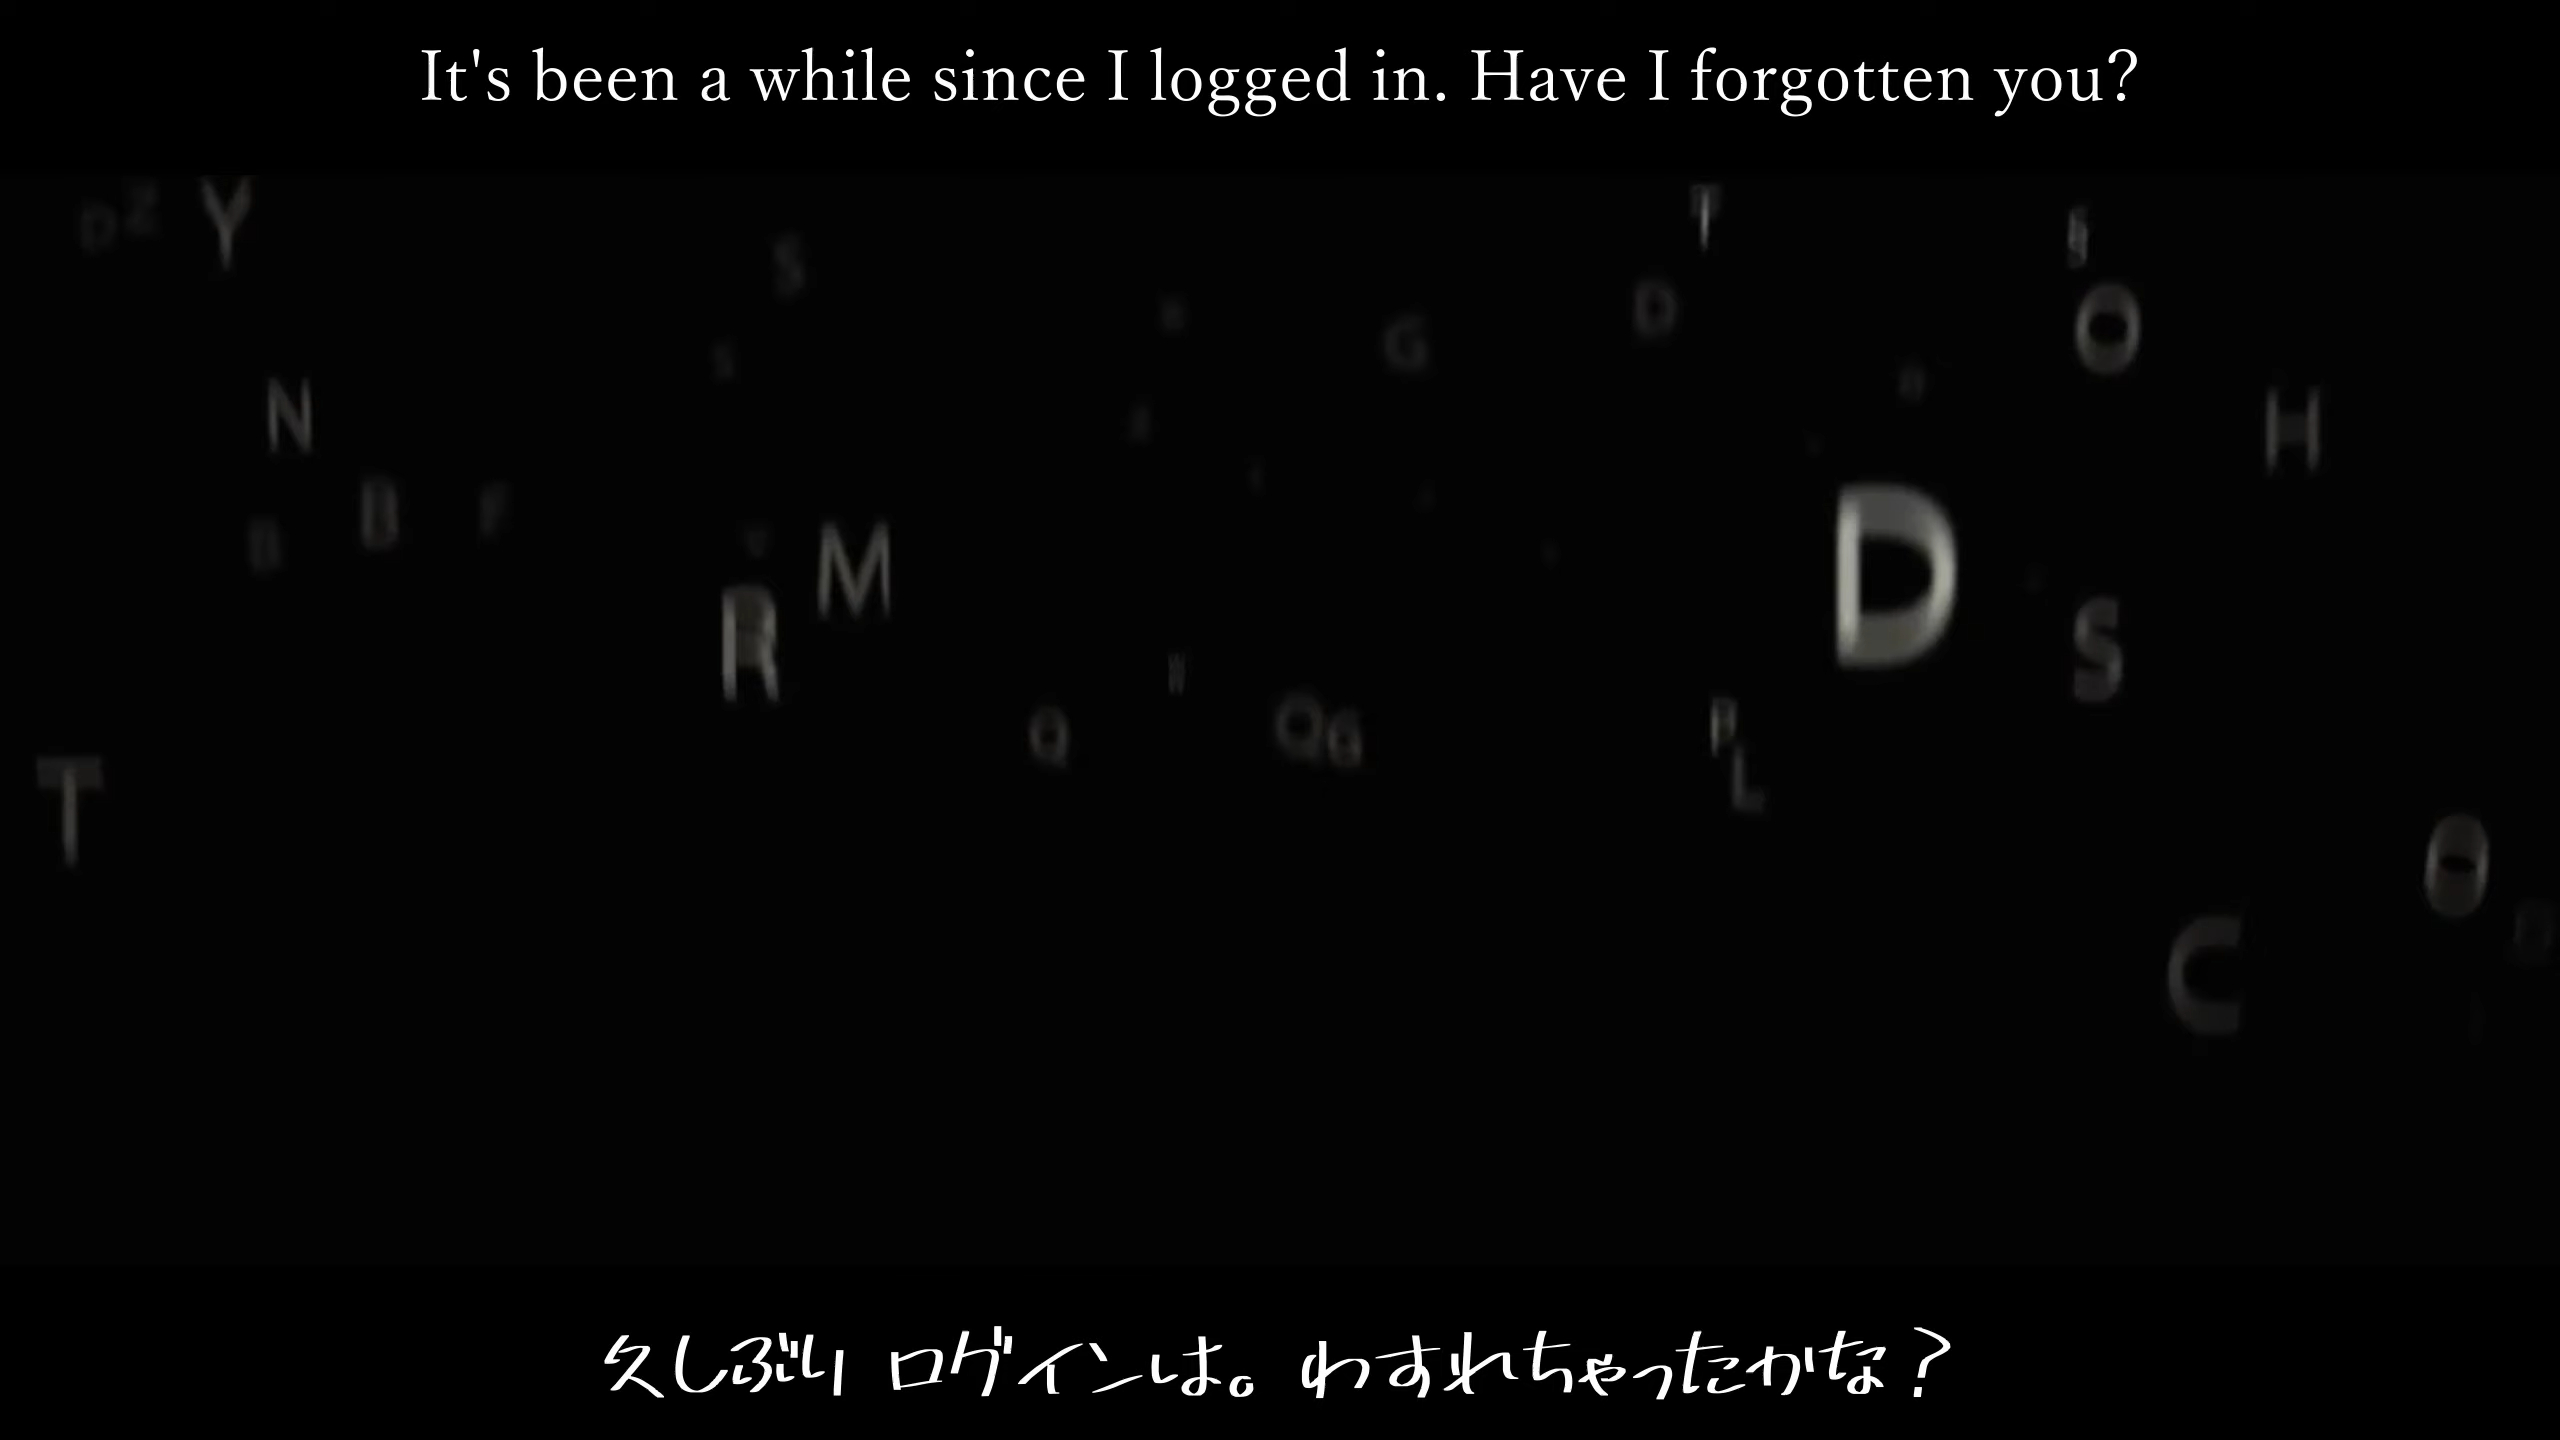 It's been a while since I logged in. Have I forgotten you?
Y
T
O
N
H
D
M
R
S
L
T
C
久しぶり ログインは。わすれちゃったかな？